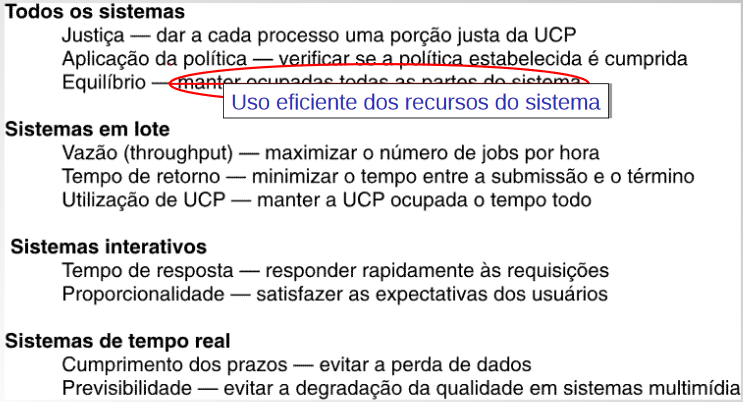 Todos os sistemas
Justiça — dar a cada processo uma porção justa da UCP
Aplicação da política — verificar se a política estabelecida é cumprida
Equilíbrio — manter ocupadas todas as partes do sistema
Uso eficiente dos recursos do sistema
Sistemas em lote
Vazão (throughput) — maximizar o número de jobs por hora
Tempo de retorno — minimizar o tempo entre a submissão e o término
Utilização de UCP — manter a UCP ocupada o tempo todo
Sistemas interativos
Tempo de resposta — responder rapidamente às requisições
Proporcionalidade — satisfazer as expectativas dos usuários
Sistemas de tempo real
Cumprimento dos prazos — evitar a perda de dados
Previsibilidade — evitar a degradação da qualidade em sistemas multimídia